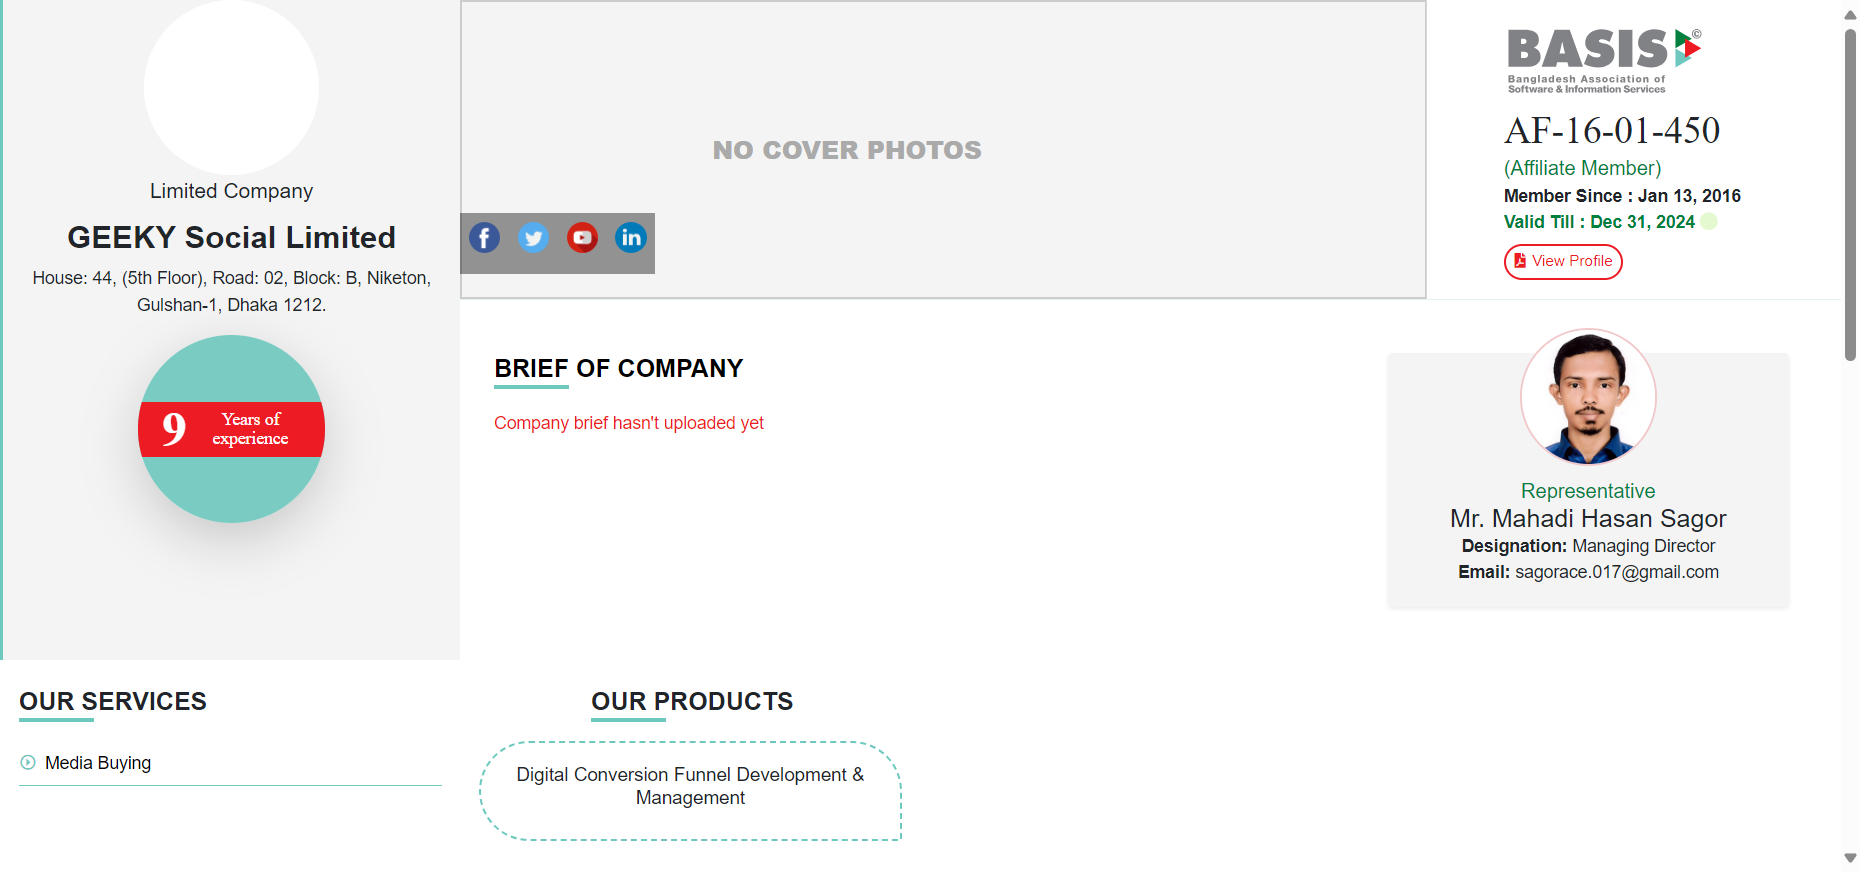 Limited Company
GEEKY Social Limited
House: 44, (5th Floor), Road: 02, Block: B, Niketon,
Gulshan-1, Dhaka 1212.
9
Years of
experience
NO COVER PHOTOS
f
in
BASIS ©
Bangladesh Association of
Software & Information Services
AF-16-01-450
(Affiliate Member)
Member Since : Jan 13, 2016
Valid Till : Dec 31, 2024
View Profile
BRIEF OF COMPANY
Company brief hasn't uploaded yet
Representative
Mr. Mahadi Hasan Sagor
Designation: Managing Director
Email: sagorace.017@gmail.com
OUR SERVICES
Media Buying
OUR PRODUCTS
Digital Conversion Funnel Development &
Management